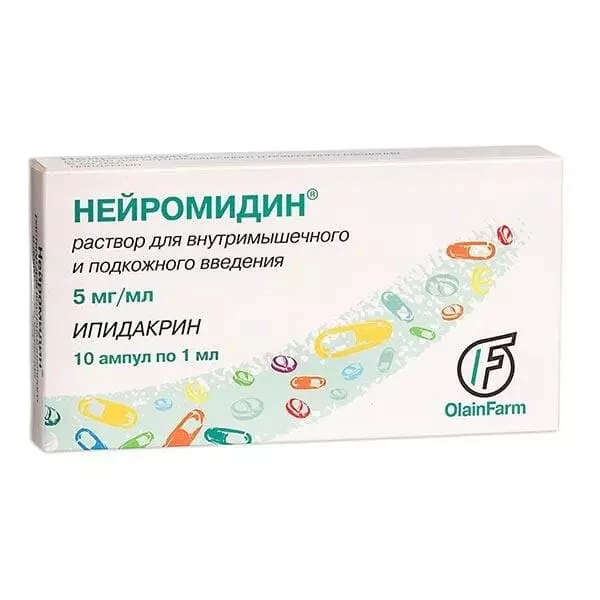 НЕЙРОМИДИН®
раствор для внутримышечного
и подкожного введения
5 мг/мл
ИПИДАКРИН
10 ампул по 1 мл
OlainFarm